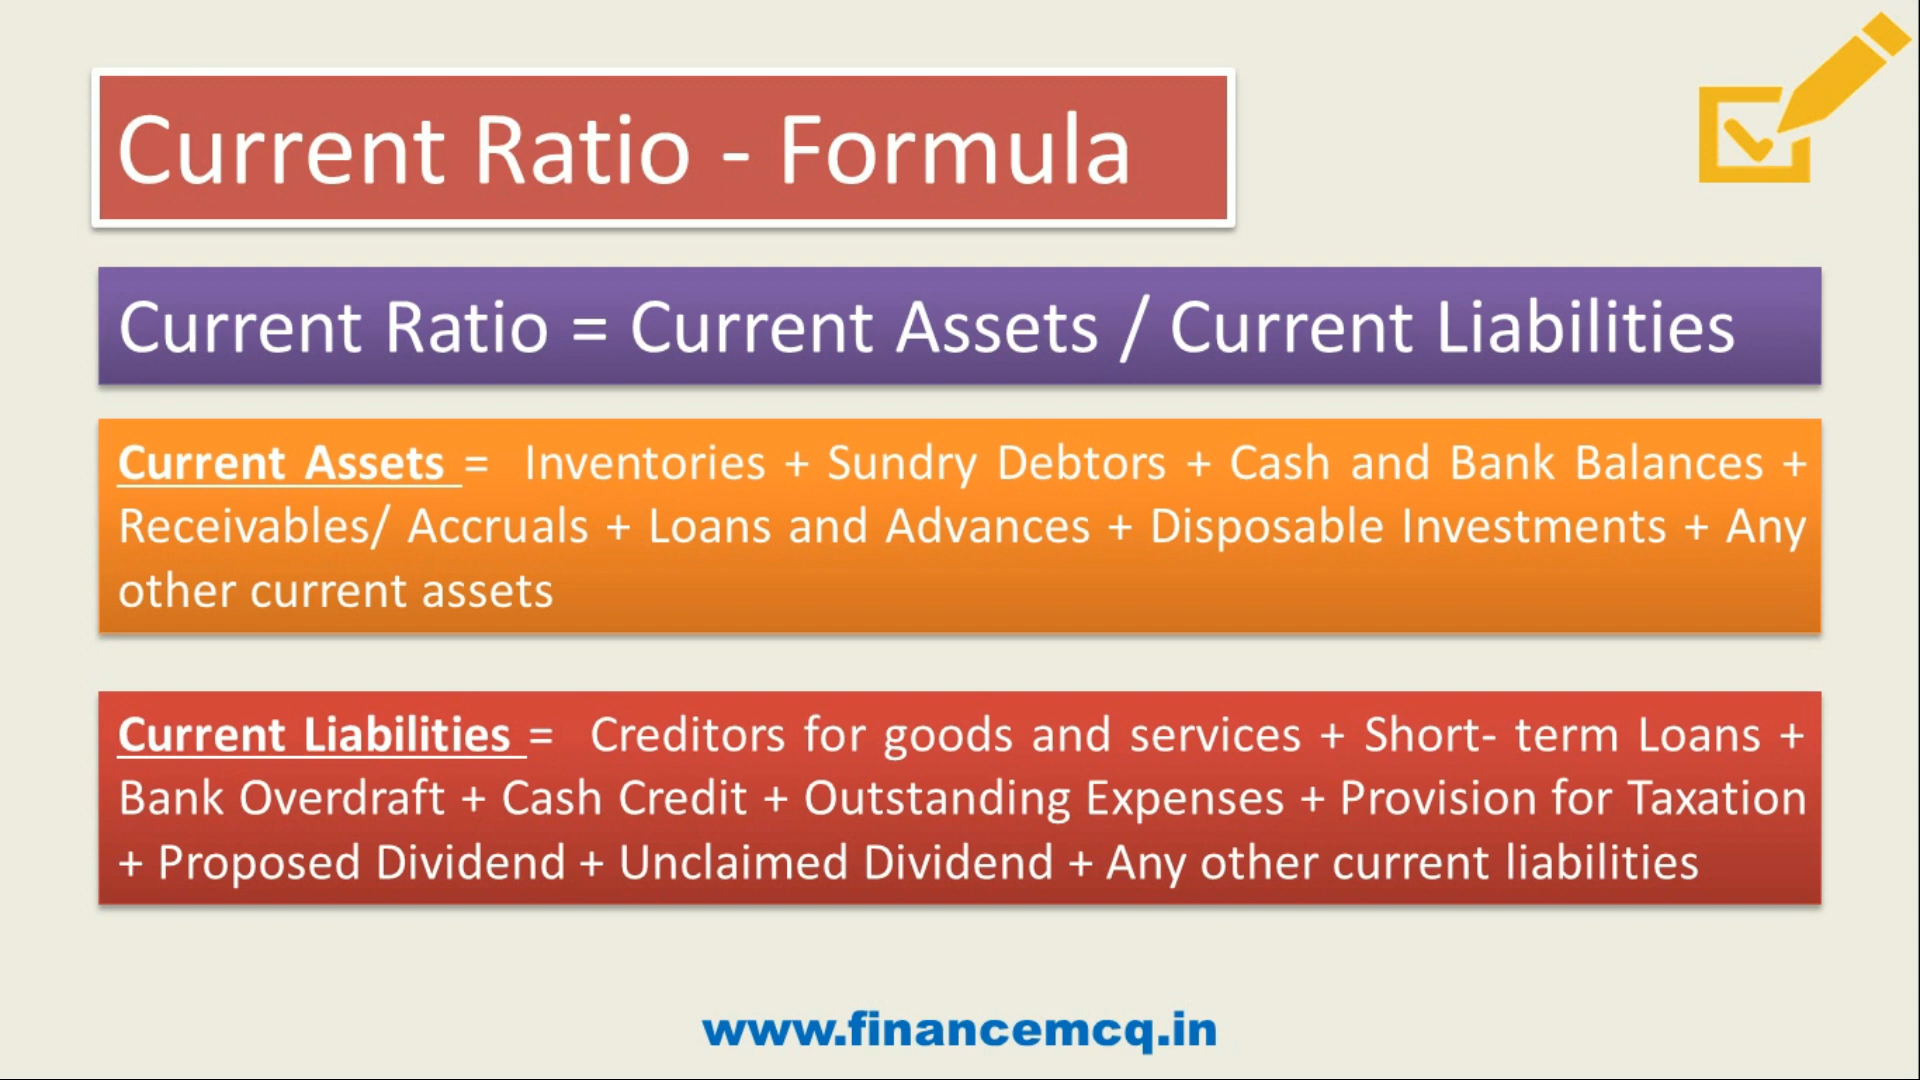 Current Ratio - Formula
Current Ratio = Current Assets / Current Liabilities
Current Assets = Inventories + Sundry Debtors + Cash and Bank Balances +
Receivables/ Accruals + Loans and Advances + Disposable Investments + Any
other current assets
Current Liabilities = Creditors for goods and services + Short- term Loans +
Bank Overdraft + Cash Credit + Outstanding Expenses + Provision for Taxation
+ Proposed Dividend + Unclaimed Dividend + Any other current liabilities
www.financemcq.in